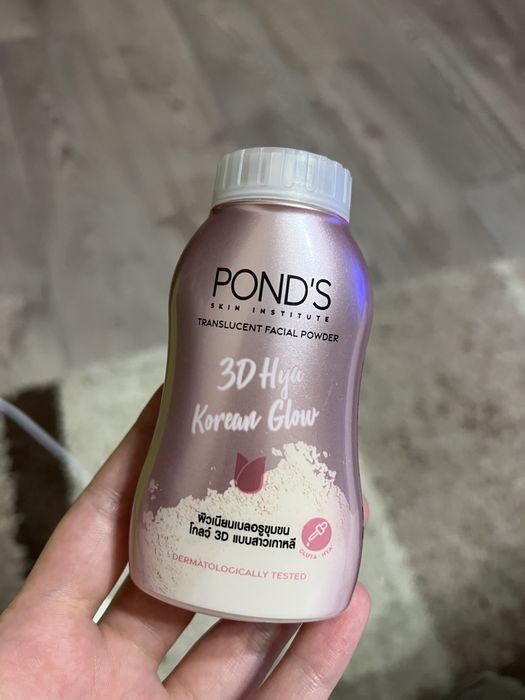 POND'S
SKIN INSTITUTE
TRANSLUCENT FACIAL POWDER
3D Hya
Korean Glow
ผิวเนียนเบลอรูขุมขน
โกลว์ 3D แบบสาวเกาหลี
GLUTA - HYA
DERMATOLOGICALLY TESTED